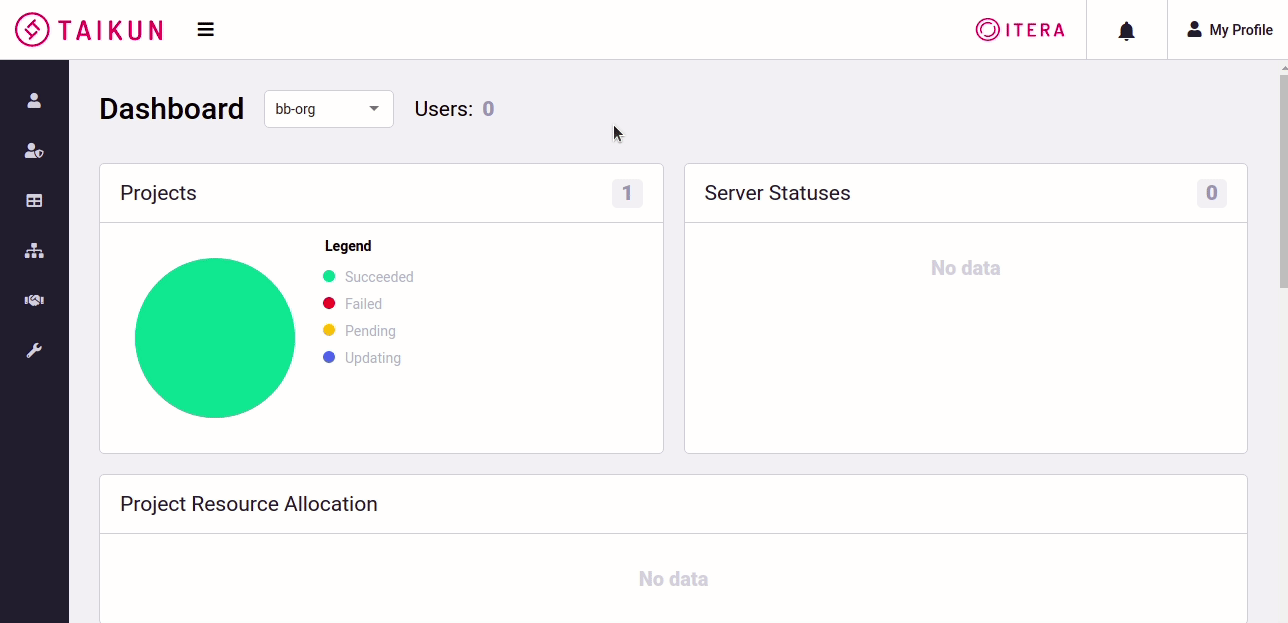 TAIKUN
ITERA
My Profile
Dashboard
bb-org
Users: 0
Projects
1
Legend
Succeeded
Failed
Pending
Updating
Server Statuses
0
No data
Project Resource Allocation
No data